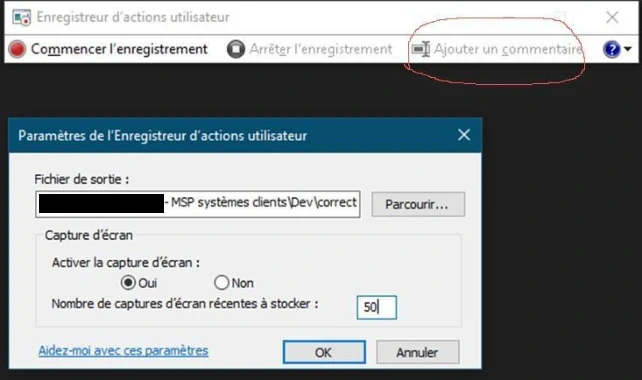 Enregistreur d'actions utilisateur
Commencer l'enregistrement Arrêter l'enregistrement Ajouter un commentaire
Paramètres de l'Enregistreur d'actions utilisateur
Fichier de sortie :
- MSP systèmes clients\Dev\correct Parcourir...
Capture d'écran
Activer la capture d'écran :
Oui Non
Nombre de captures d'écran récentes à stocker : 50
Aidez-moi avec ces paramètres OK Annuler